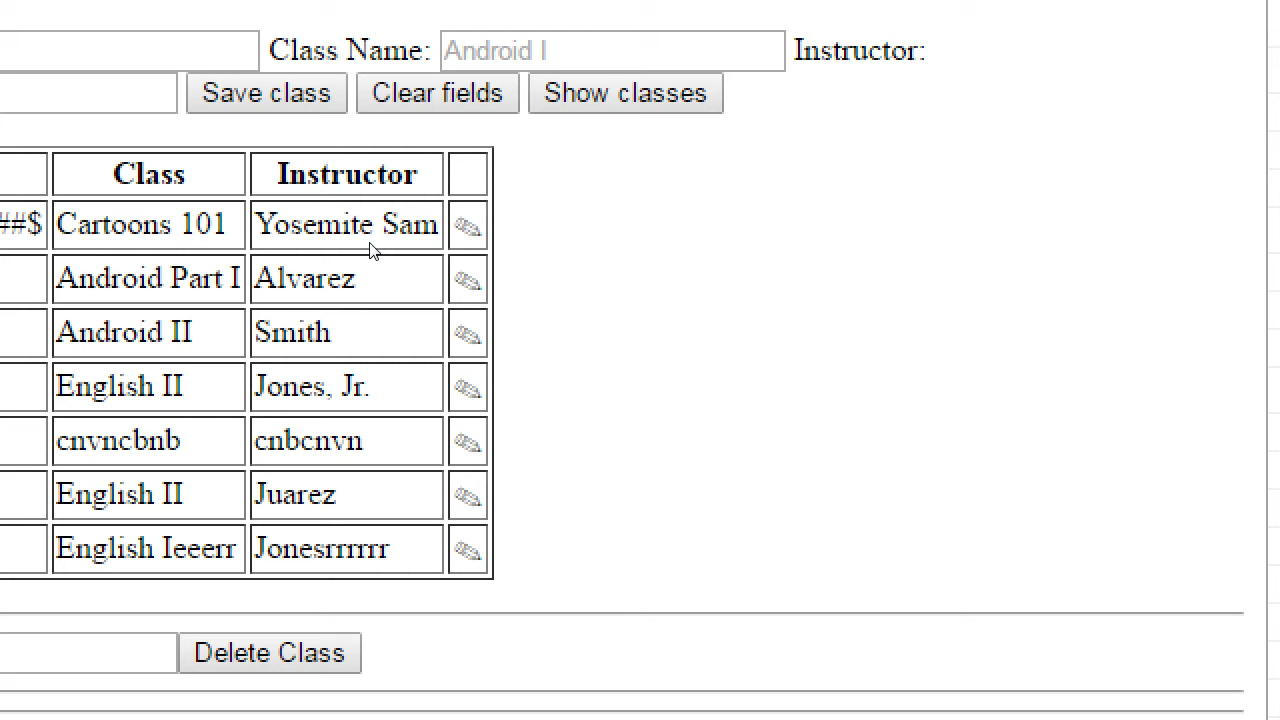 Class Name: Android I Instructor:
Save class Clear fields Show classes
Class Instructor
##$ Cartoons 101 Yosemite Sam
Android Part I Alvarez
Android II Smith
English II Jones, Jr.
cnvncbnb cnbcnvn
English II Juarez
English Ieeerr Jonesrrrrrr
Delete Class